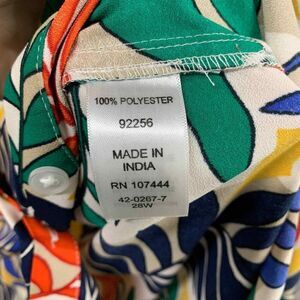 100% POLYESTER
92256
MADE IN
INDIA
RN 107444
42-0267-7
28W